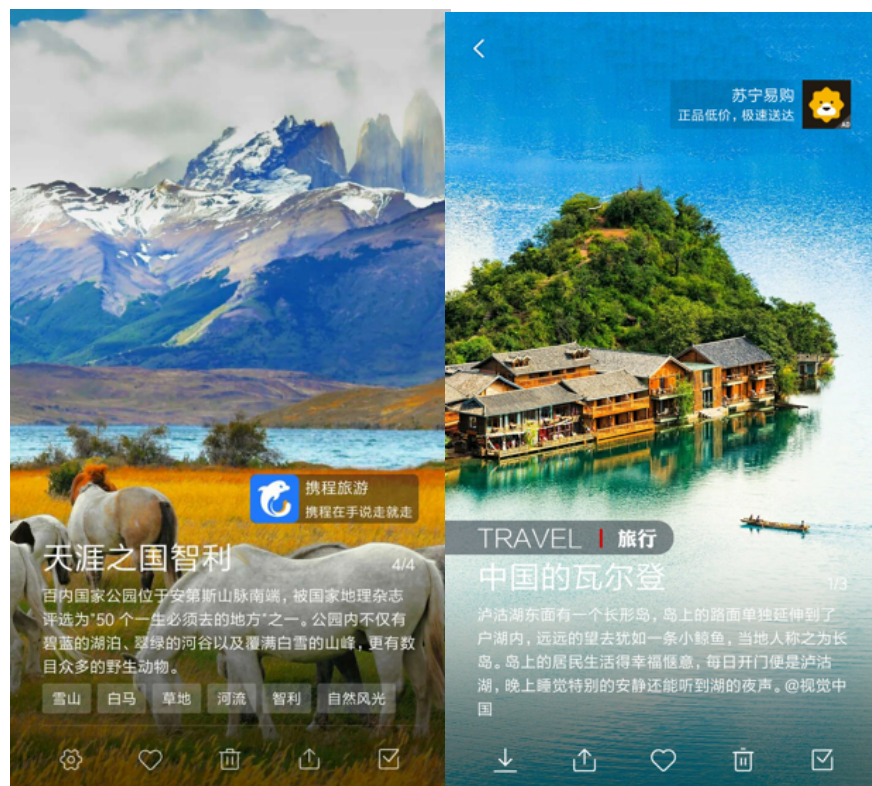 携程旅游
携程在手说走就走
天涯之国智利
4/4
百内国家公园位于安第斯山脉南端，被国家地理杂志
评选为"50 个一生必须去的地方"之一。公园内不仅有
碧蓝的湖泊、翠绿的河谷以及覆满白雪的山峰，更有数
目众多的野生动物。
雪山 白马 草地 河流 智利 自然风光
苏宁易购
正品低价，极速送达
AD
TRAVEL | 旅行
中国的瓦尔登
1/3
泸沽湖东面有一个长形岛，岛上的路面单独延伸到了
户湖内，远远的望去犹如一条小鲸鱼，当地人称之为长
岛。岛上的居民生活得幸福惬意，每日开门便是泸沽
湖，晚上睡觉特别的安静还能听到湖的夜声。@视觉中
国